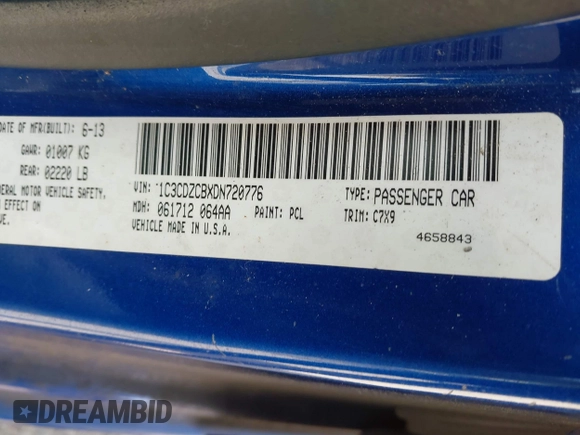 DATE OF MFR(BUILT): 6-13
GAWR: 01007 KG
REAR: 02220 LB
ERAL MOTOR VEHICLE SAFETY,
EFFECT ON
VE.
VIN: 1C3CDZCBXDN720776
TYPE: PASSENGER CAR
MDH: 061712 064AA
PAINT: PCL
TRIM: C7X9
VEHICLE MADE IN U.S.A.
4658843
DREAMBID